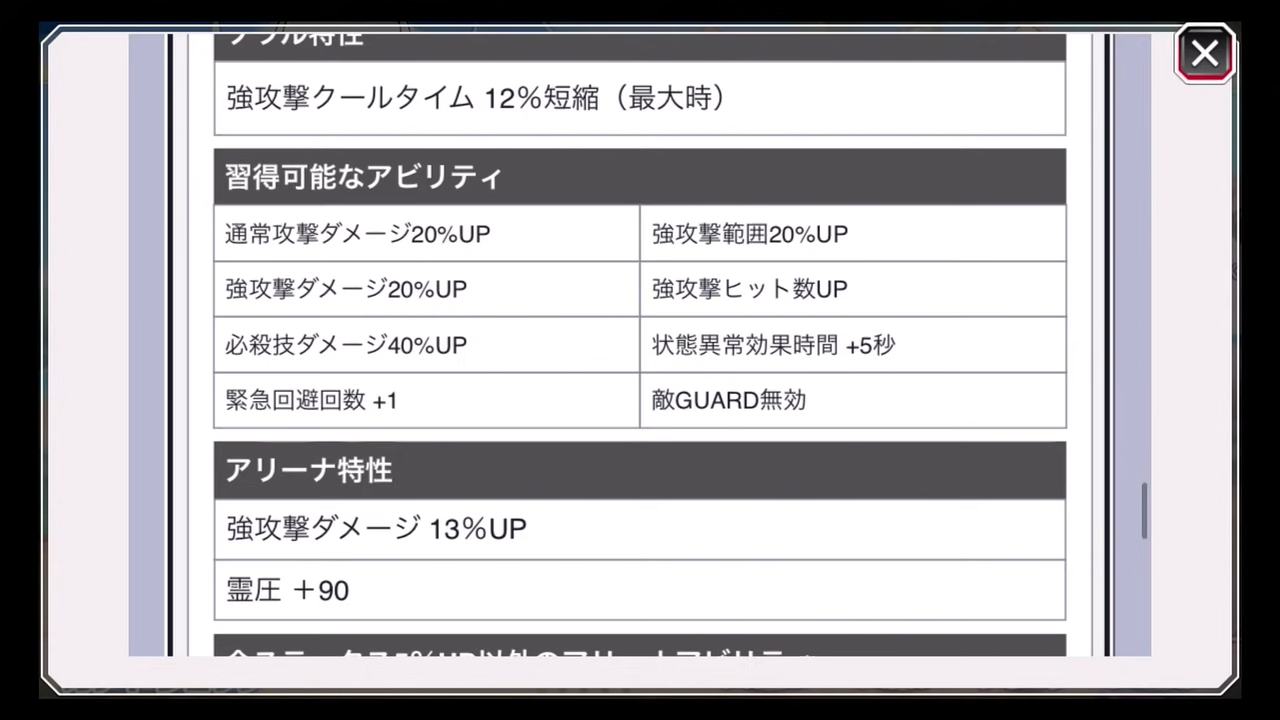 強攻撃クールタイム 12%短縮（最大時）
習得可能なアビリティ
通常攻撃ダメージ20%UP
強攻撃範囲20%UP
強攻撃ダメージ20%UP
強攻撃ヒット数UP
必殺技ダメージ40%UP
状態異常効果時間 +5秒
緊急回避回数 +1
敵GUARD無効
アリーナ特性
強攻撃ダメージ 13%UP
霊圧 ＋90